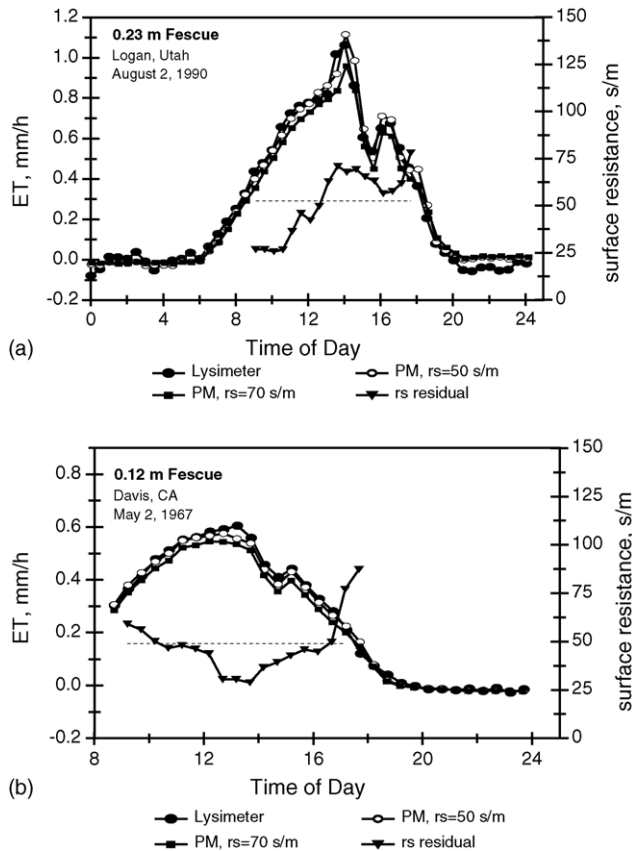 0.23 m Fescue
Logan, Utah
August 2, 1990
ET, mm/h
1.2
1.0
0.8
0.6
0.4
0.2
0.0
-0.2
150
125
100
75
50
25
0
surface resistance, s/m
0 4 8 12 16 20 24
(a)
Time of Day
Lysimeter PM, rs=50 s/m
PM, rs=70 s/m rs residual
0.12 m Fescue
Davis, CA
May 2, 1967
ET, mm/h
0.8
0.6
0.4
0.2
0.0
-0.2
150
125
100
75
50
25
0
surface resistance, s/m
8 12 16 20 24
(b)
Time of Day
Lysimeter PM, rs=50 s/m
PM, rs=70 s/m rs residual